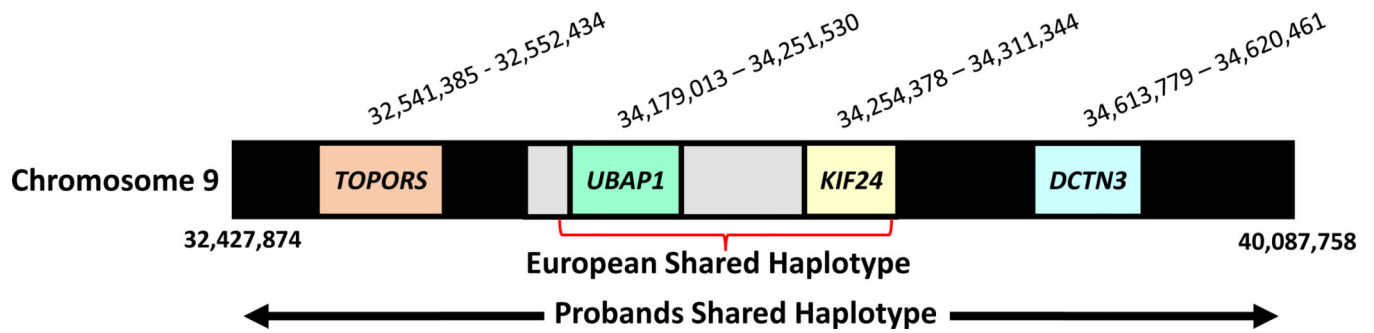 32,541,385 - 32,552,434
34,179,013 – 34,251,530
34,254,378 – 34,311,344
34,613,779 – 34,620,461
Chromosome 9
TOPORS
UBAP1
KIF24
DCTN3
32,427,874
40,087,758
European Shared Haplotype
Probands Shared Haplotype